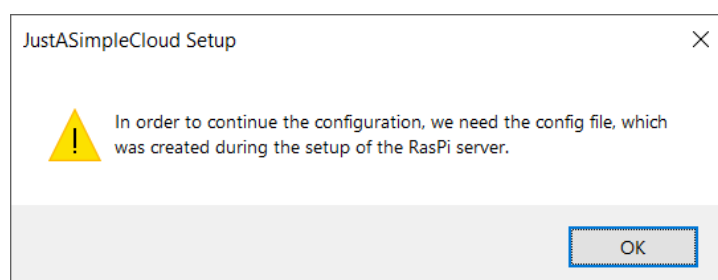 JustASimpleCloud Setup
In order to continue the configuration, we need the config file, which
was created during the setup of the RasPi server.
OK